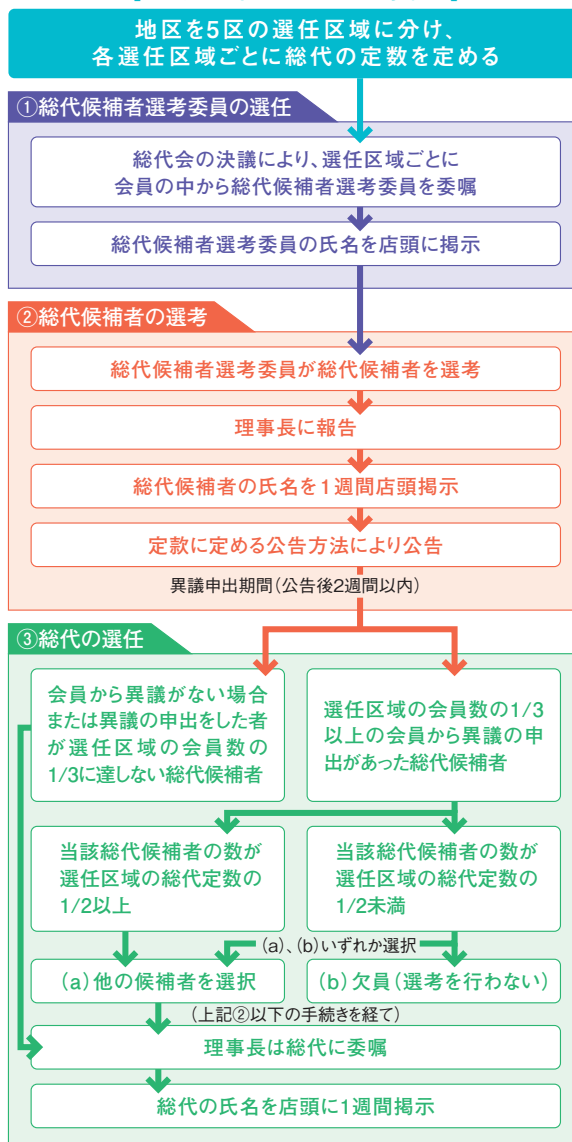 地区を5区の選任区域に分け、
各選任区域ごとに総代の定数を定める
①総代候補者選考委員の選任
総代会の決議により、選任区域ごとに
会員の中から総代候補者選考委員を委嘱
総代候補者選考委員の氏名を店頭に掲示
②総代候補者の選考
総代候補者選考委員が総代候補者を選考
理事長に報告
総代候補者の氏名を1週間店頭掲示
定款に定める公告方法により公告
異議申出期間(公告後2週間以内)
③総代の選任
会員から異議がない場合
または異議の申出をした者
が選任区域の会員数の
1/3に達しない総代候補者
選任区域の会員数の1/3
以上の会員から異議の申
出があった総代候補者
当該総代候補者の数が
選任区域の総代定数の
1/2以上
当該総代候補者の数が
選任区域の総代定数の
1/2未満
(a)、(b)いずれか選択
(a)他の候補者を選択
(b)欠員(選考を行わない)
(上記②以下の手続きを経て)
理事長は総代に委嘱
総代の氏名を店頭に1週間掲示